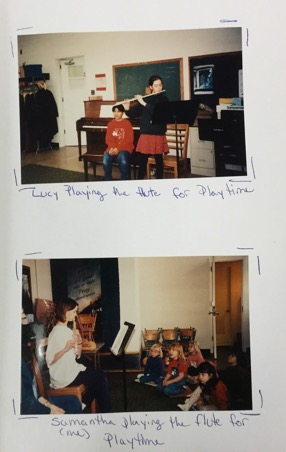 Lucy Playing the flute for Playtime
Samantha playing the flute for
(me) Playtime